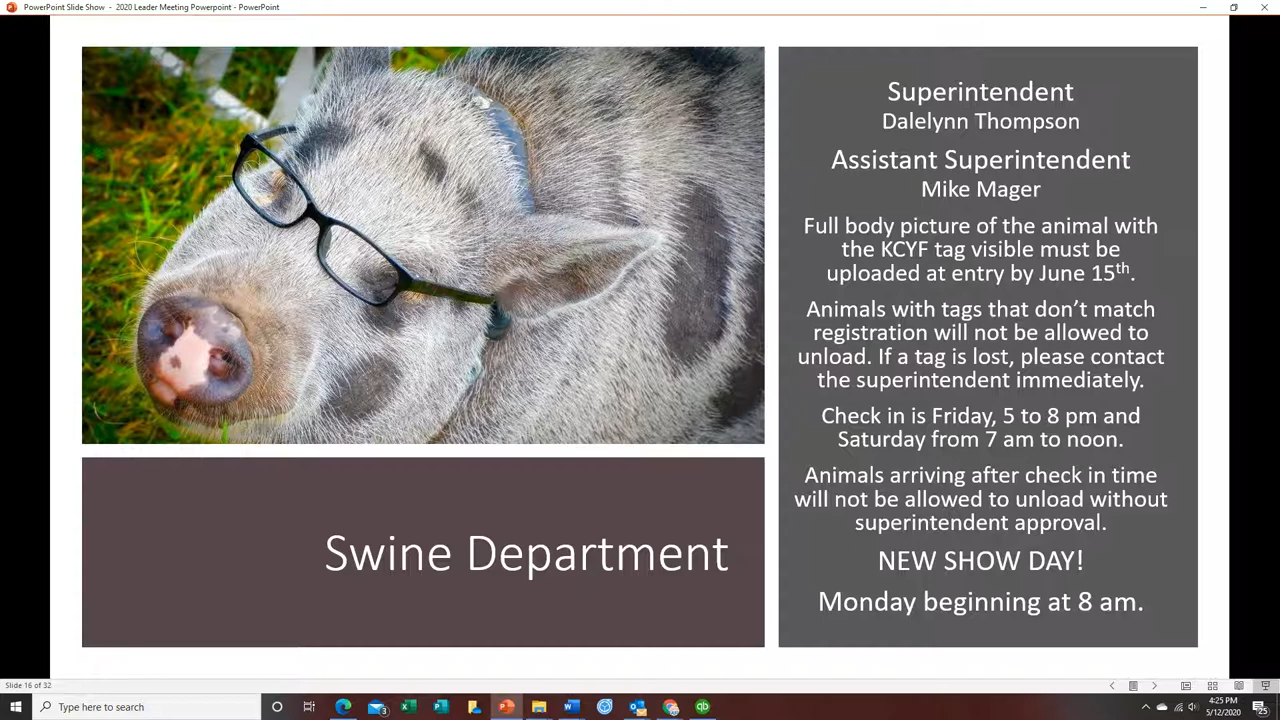 PowerPoint Slide Show - 2020 Leader Meeting Powerpoint - PowerPoint
Superintendent
Dalelynn Thompson
Assistant Superintendent
Mike Mager
Full body picture of the animal with
the KCYF tag visible must be
uploaded at entry by June 15th.
Animals with tags that don’t match
registration will not be allowed to
unload. If a tag is lost, please contact
the superintendent immediately.
Check in is Friday, 5 to 8 pm and
Saturday from 7 am to noon.
Animals arriving after check in time
will not be allowed to unload without
superintendent approval.
NEW SHOW DAY!
Monday beginning at 8 am.
Swine Department
Slide 16 of 32
Type here to search
3
4:25 PM
5/12/2020
25